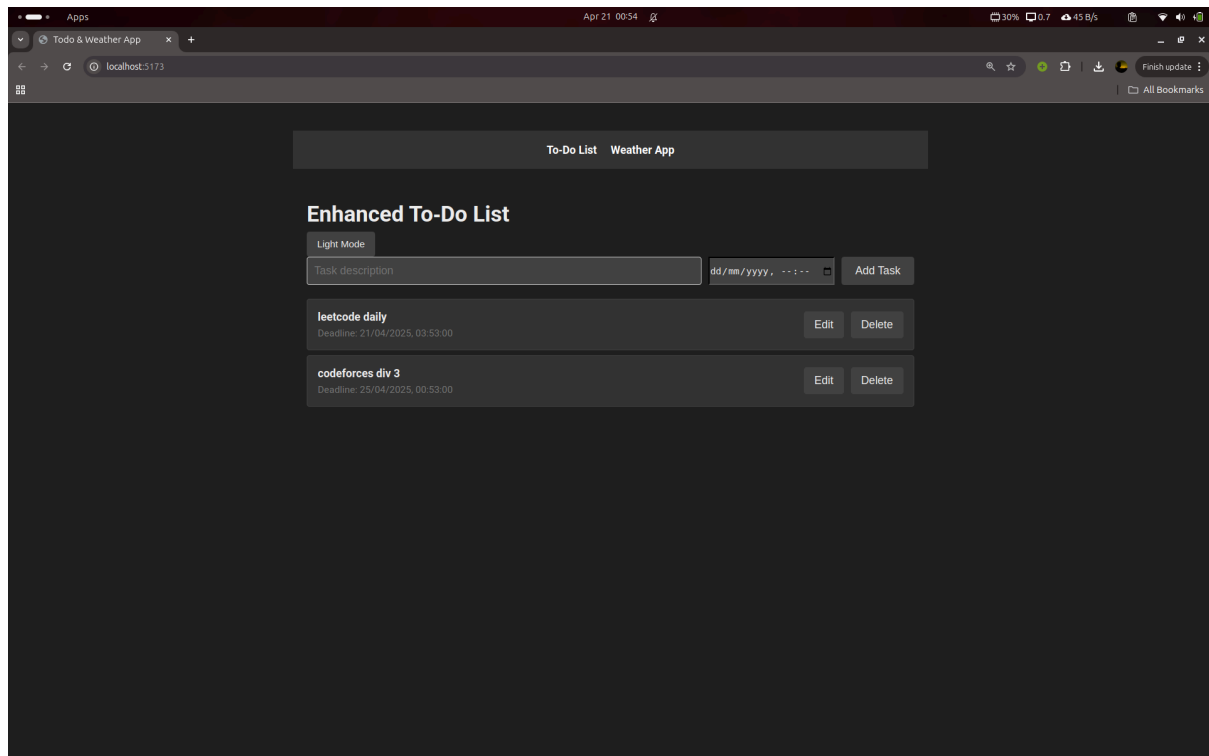 Apps Apr 21 00:54 30% 0.7 45 B/s
Todo & Weather App
localhost:5173 Finish update
All Bookmarks
To-Do List Weather App
Enhanced To-Do List
Light Mode
Task description dd/mm/yyyy, --:-- Add Task
leetcode daily
Deadline: 21/04/2025, 03:53:00
Edit Delete
codeforces div 3
Deadline: 25/04/2025, 00:53:00
Edit Delete